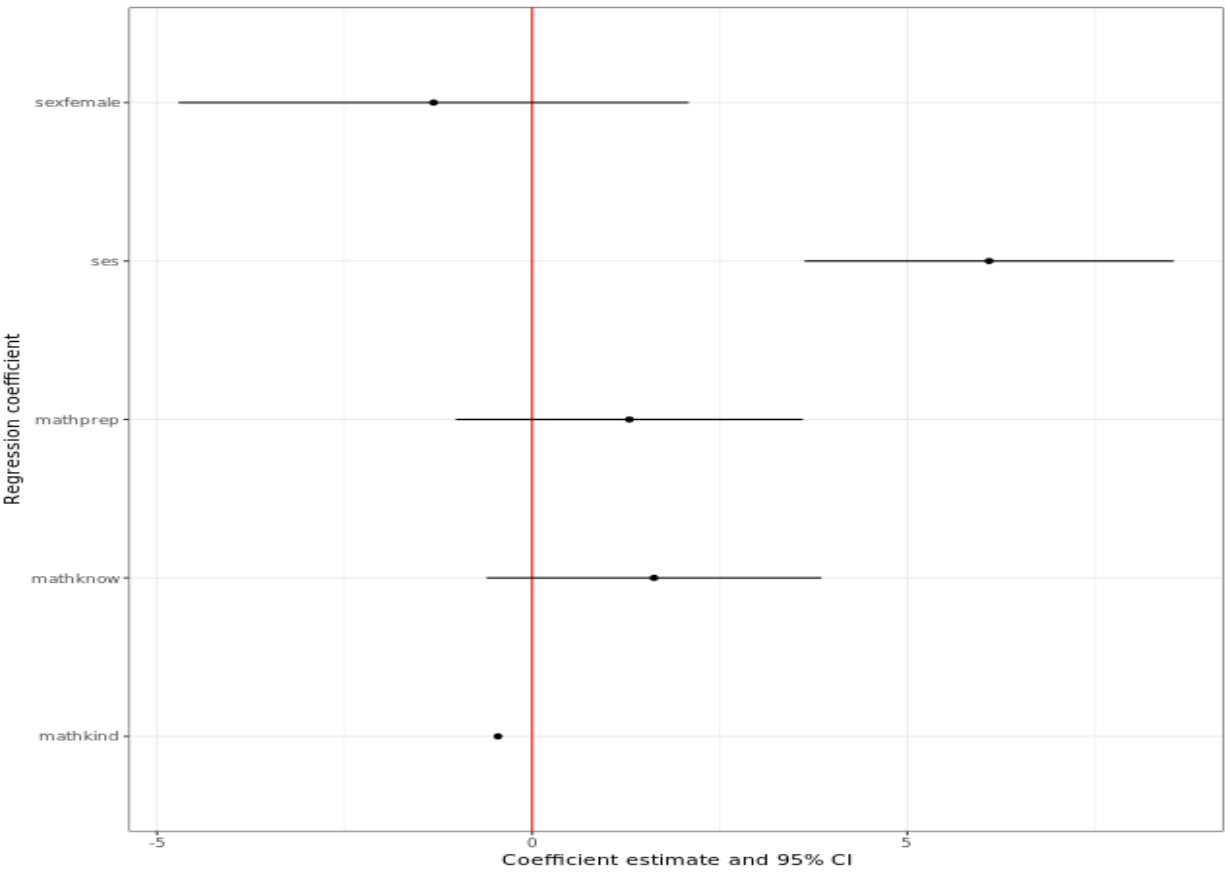 sexfemale
ses
mathprep
mathknow
mathkind
Regression coefficient
-5 0 5
Coefficient estimate and 95% CI